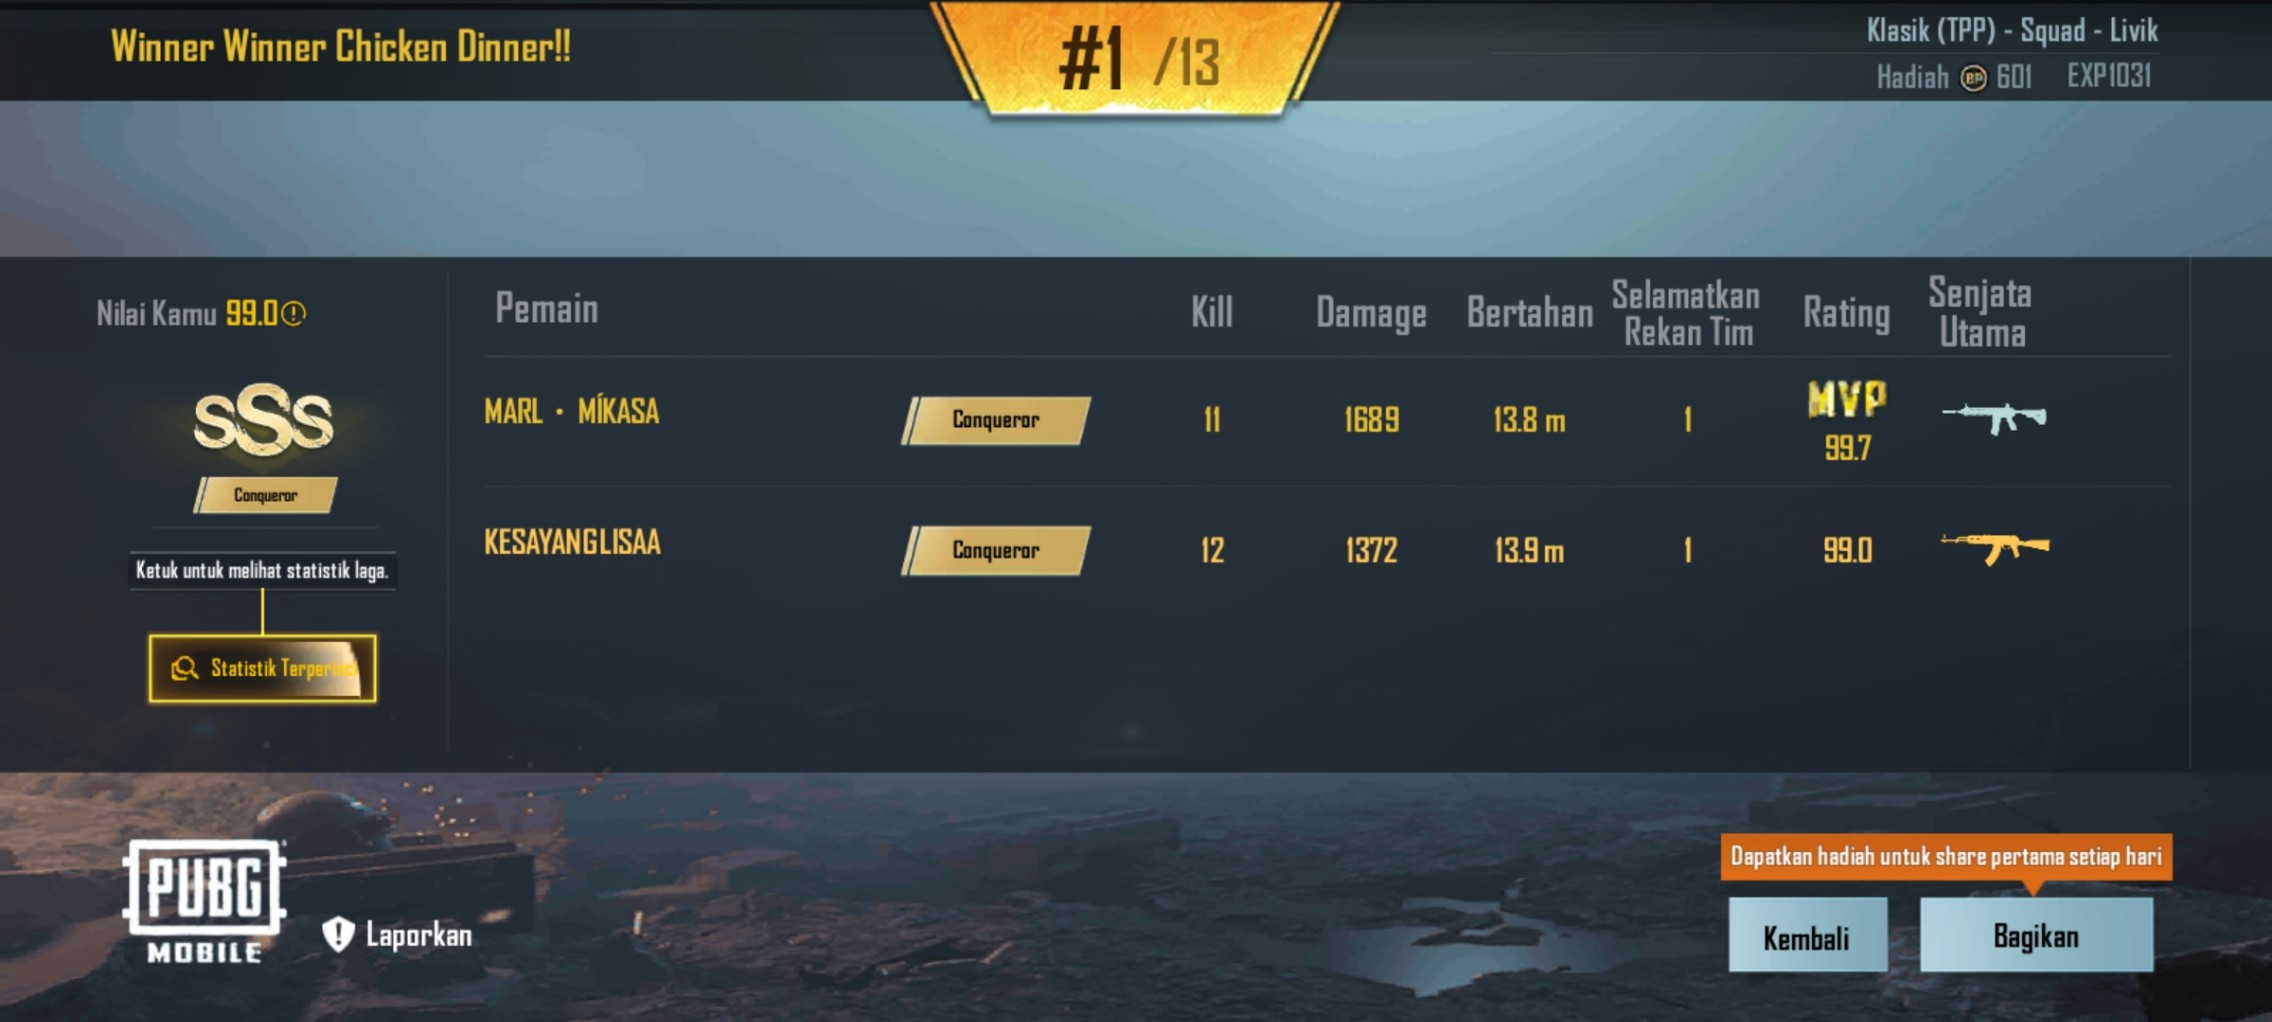 Winner Winner Chicken Dinner!!
#1 /13
Klasik (TPP) - Squad - Livik
Hadiah BP 601 EXP1031
Nilai Kamu 99.0
SSS
Conqueror
Ketuk untuk melihat statistik laga.
Statistik Terperinci
Pemain Kill Damage Bertahan Selamatkan Rekan Tim Rating Senjata Utama
MARL • MÍKASA Conqueror 11 1689 13.8 m 1 MVP 99.7
KESAYANGLISAA Conqueror 12 1372 13.9 m 1 99.0
PUBG
MOBILE
Laporkan
Dapatkan hadiah untuk share pertama setiap hari
Kembali
Bagikan